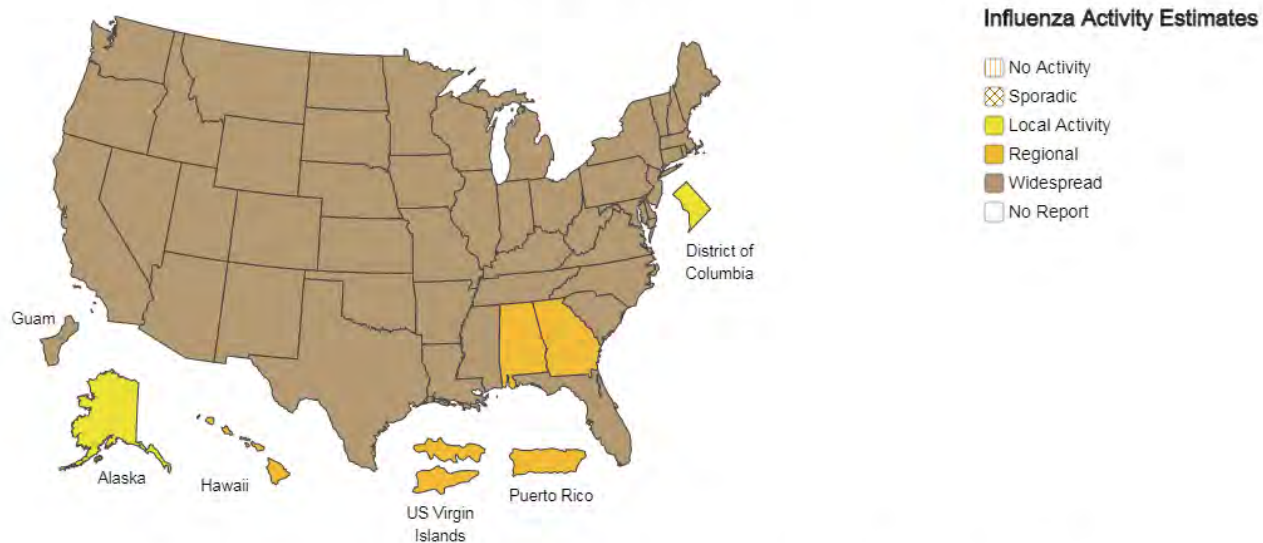 Influenza Activity Estimates
No Activity
Sporadic
Local Activity
Regional
Widespread
No Report
District of
Columbia
Guam
Alaska
Hawaii
US Virgin
Islands
Puerto Rico